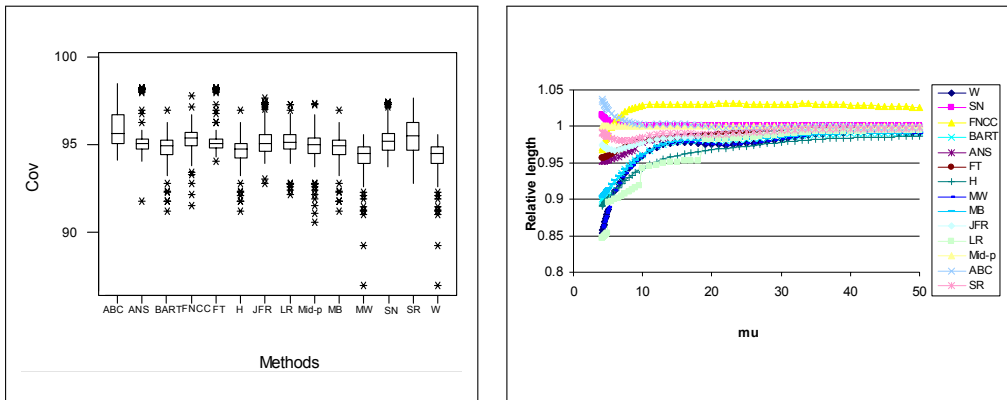 100
95
90
Cov
ABC ANS BART FNCC FT H JFR LR Mid-p MB MW SN SR W
Methods
1.05
1
0.95
0.9
0.85
0.8
Relative length
0 10 20 30 40 50
mu
W
SN
FNCC
BART
ANS
FT
H
MW
MB
JFR
LR
Mid-p
ABC
SR